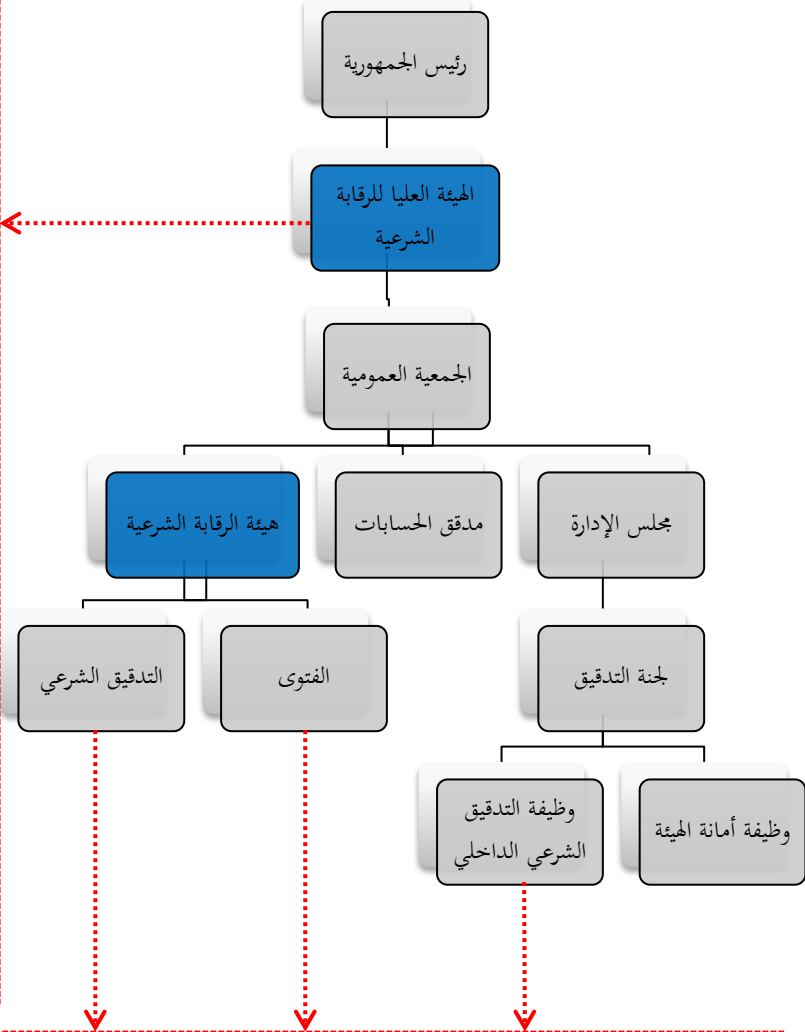 رئيس الجمهورية
الهيئة العليا للرقابة
الشرعية
الجمعية العمومية
مجلس الإدارة
مدقق الحسابات
هيئة الرقابة الشرعية
لجنة التدقيق
الفتوى
التدقيق الشرعي
وظيفة أمانة الهيئة
وظيفة التدقيق
الشرعي الداخلي